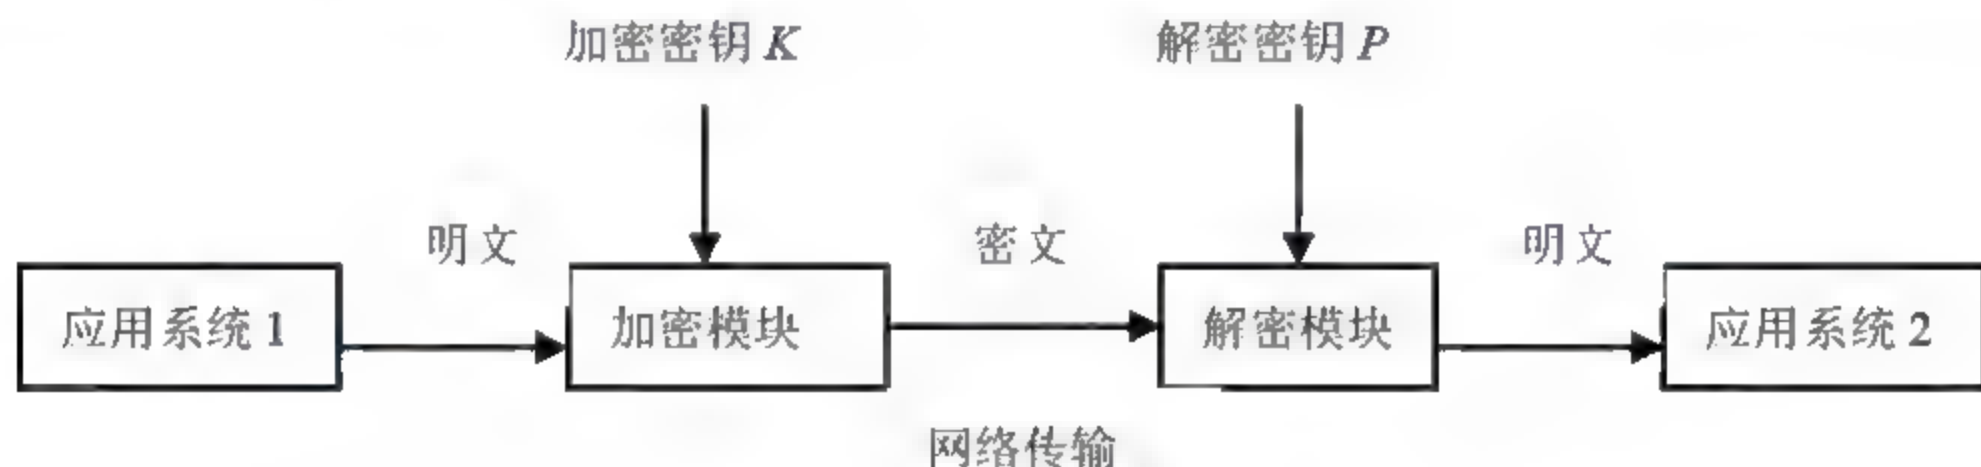 加密密钥 K
解密密钥 P
明文
密文
明文
应用系统 1
加密模块
解密模块
应用系统 2
网络传输